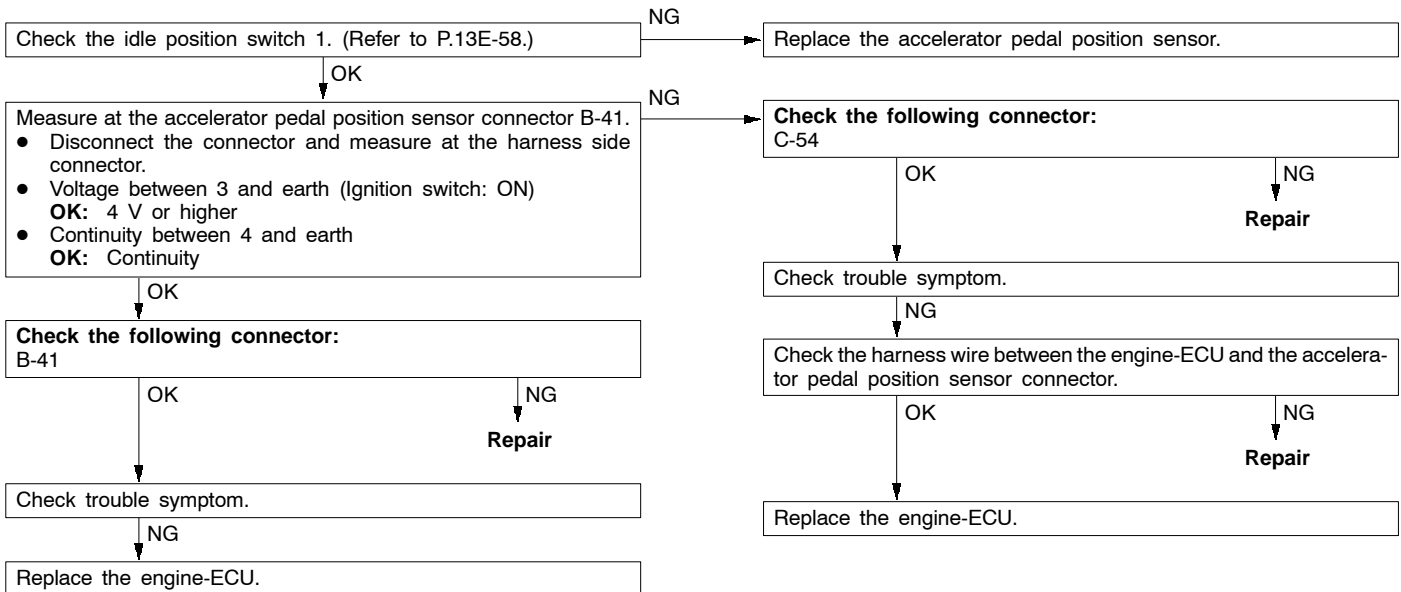 Check the idle position switch 1. (Refer to P.13E-58.)
NG
Replace the accelerator pedal position sensor.
OK
Measure at the accelerator pedal position sensor connector B-41.
● Disconnect the connector and measure at the harness side
connector.
● Voltage between 3 and earth (Ignition switch: ON)
OK: 4 V or higher
● Continuity between 4 and earth
OK: Continuity
NG
Check the following connector:
C-54
OK
NG
Repair
Check trouble symptom.
NG
Check the harness wire between the engine-ECU and the accelera-
tor pedal position sensor connector.
OK
NG
Repair
Replace the engine-ECU.
OK
Check the following connector:
B-41
OK
NG
Repair
Check trouble symptom.
NG
Replace the engine-ECU.